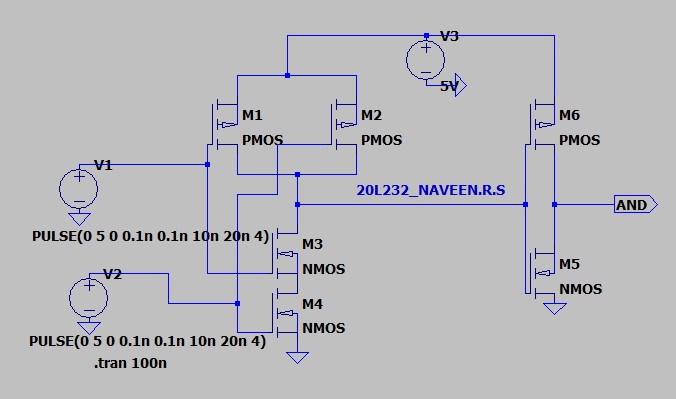 V3
5V
M1
PMOS
M2
PMOS
M6
PMOS
V1
PULSE(0 5 0 0.1n 0.1n 10n 20n 4)
20L232_NAVEEN.R.S
AND
M3
NMOS
M5
NMOS
V2
M4
NMOS
PULSE(0 5 0 0.1n 0.1n 10n 20n 4)
.tran 100n